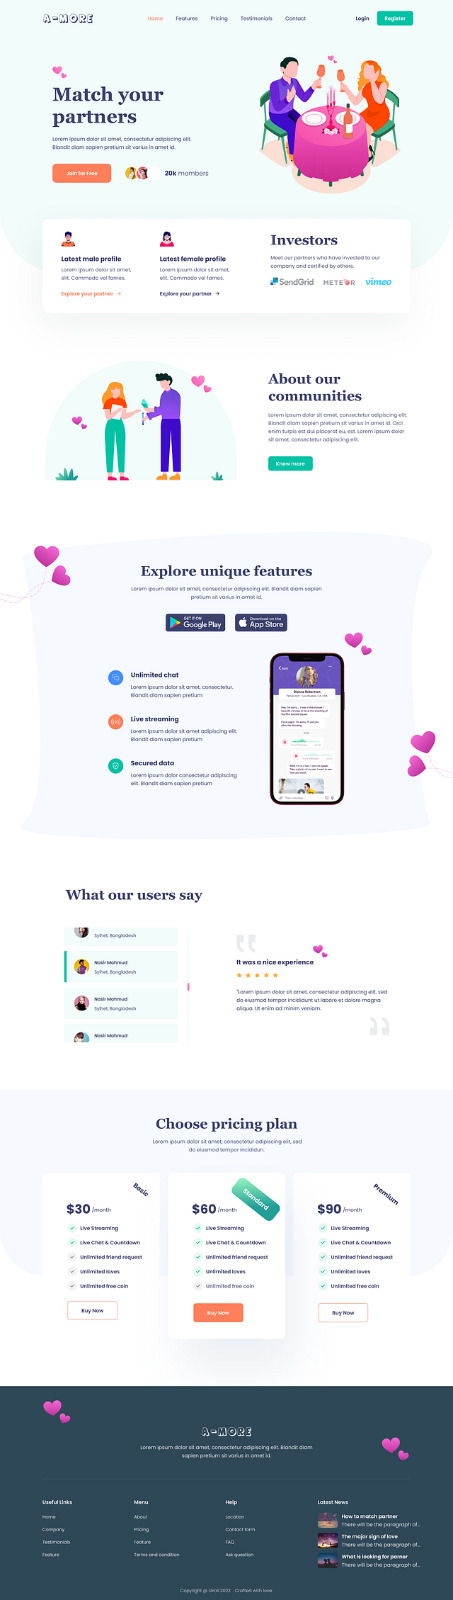 A-MORE
Home Features Pricing Testimonials Contact Login Register
Match your
partners
Lorem ipsum dolor sit amet, consectetur adipiscing elit.
Blandit diam sapien pretium sit varius in amet id.
Join for Free
20k members
Latest male profile
Lorem ipsum dolor sit amet,
elit. Commodo vel fames.
Explore your partner →
Latest female profile
Lorem ipsum dolor sit amet,
elit. Commodo vel fames.
Explore your partner →
Investors
Meet our partners who have invested to our
company and certified by others.
SendGrid METEOR vimeo
About our
communities
Lorem ipsum dolor sit amet, consectetur adipiscing elit.
Blandit diam sapien pretium sit varius in amet id. Orci
enim turpis est dui placerat eu, est. Lorem ipsum dolor
sit amet, consectetur adipiscing elit.
Know more
Explore unique features
Lorem ipsum dolor sit amet, consectetur adipiscing elit. Blandit diam sapien
pretium sit varius in amet id.
GET IT ON
Google Play
Download on the
App Store
Unlimited chat
Lorem ipsum dolor sit amet, consectetur.
Blandit diam sapien pretium
Live streaming
Lorem ipsum dolor sit amet adipiscing elit.
Blandit diam sapien pretium
Secured data
Lorem ipsum dolor consectetur adipiscing
elit. Blandit diam sapien pretium
What our users say
Sylhet, Bangladesh
Nasir Mahmud
Sylhet, Bangladesh
Nasir Mahmud
Sylhet, Bangladesh
Nasir Mahmud
It was a nice experience
"Lorem ipsum dolor sit amet, consectetur adipiscing elit, sed
do eiusmod tempor incididunt ut labore et dolore magna
aliqua. Ut enim ad minim veniam.
Choose pricing plan
Lorem ipsum dolor sit amet, consectetur adipiscing elit, sed
do eiusmod tempor incididun.
Basic
$30 /month
Live Streaming
Live Chat & Countdown
Unlimited friend request
Unlimited loves
Unlimited free coin
Buy Now
Standard
$60 /month
Live Streaming
Live Chat & Countdown
Unlimited friend request
Unlimited loves
Unlimited free coin
Buy Now
Premium
$90 /month
Live Streaming
Live Chat & Countdown
Unlimited friend request
Unlimited loves
Unlimited free coin
Buy Now
A-MORE
Lorem ipsum dolor sit amet, consectetur adipiscing elit. Blandit diam
sapien pretium sit varius in amet id.
Useful Links
Home
Company
Testimonials
Feature
Menu
About
Pricing
Feature
Terms and condition
Help
Location
Contact form
FAQ
Ask question
Latest News
How to match partner
There will be the paragraph of...
The major sign of love
There will be the paragraph of...
What is looking for parner
There will be the paragraph of...
Crafted with love